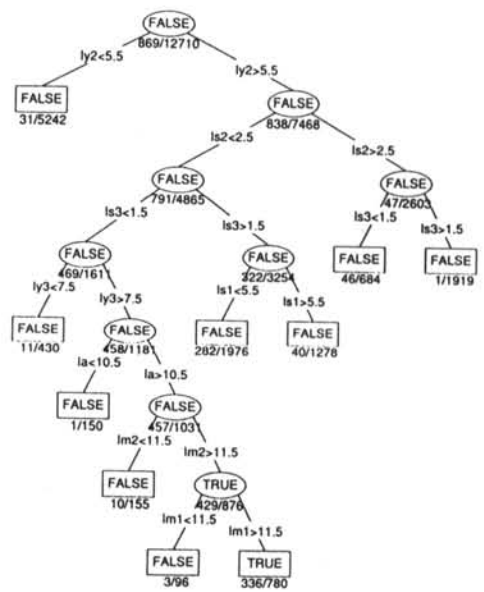 FALSE
869/12710
ly2<5.5
ly2>5.5
FALSE
31/5242
FALSE
838/7468
ls2<2.5
ls2>2.5
FALSE
791/4865
FALSE
47/2603
ls3<1.5
ls3>1.5
ls3<1.5
ls3>1.5
FALSE
469/1611
FALSE
322/3254
FALSE
46/684
FALSE
1/1919
ly3<7.5
ly3>7.5
ls1<5.5
ls1>5.5
FALSE
11/430
FALSE
458/1181
FALSE
282/1976
FALSE
40/1278
la<10.5
la>10.5
FALSE
1/150
FALSE
457/1031
lm2<11.5
lm2>11.5
FALSE
10/155
TRUE
429/876
lm1<11.5
lm1>11.5
FALSE
3/96
TRUE
336/780